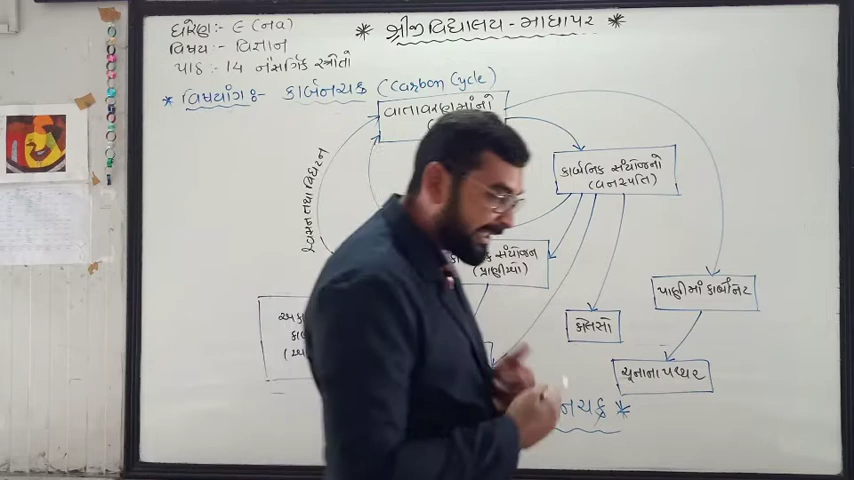 ધોરણ:- ૯ (નવ)
* શ્રીજી વિદ્યાલય - માધાપર *
વિષય :- વિજ્ઞાન
પાઠ :- 14 નૈસર્ગિક સ્ત્રોતો
* વિષયાંગ :- કાર્બનચક્ર (Carbon Cycle)
વાતાવરણમાંનો
કાર્બનિક સંયોજનો
(વનસ્પતિ)
શ્વસન તથા વિઘટન
સંયોજન
(પ્રાણીયો)
પાણીમાં કાર્બોનેટ
કોલસો
ચૂનાના પથ્થર
નચક્ર *